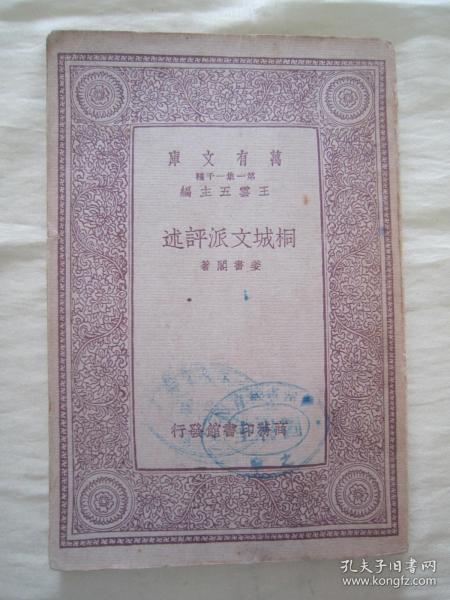 萬有文庫
第一集一千種
王雲五主編
桐城文派評述
姜書閣著
商務印書館發行
孔夫子旧书网
www.kongfz.com